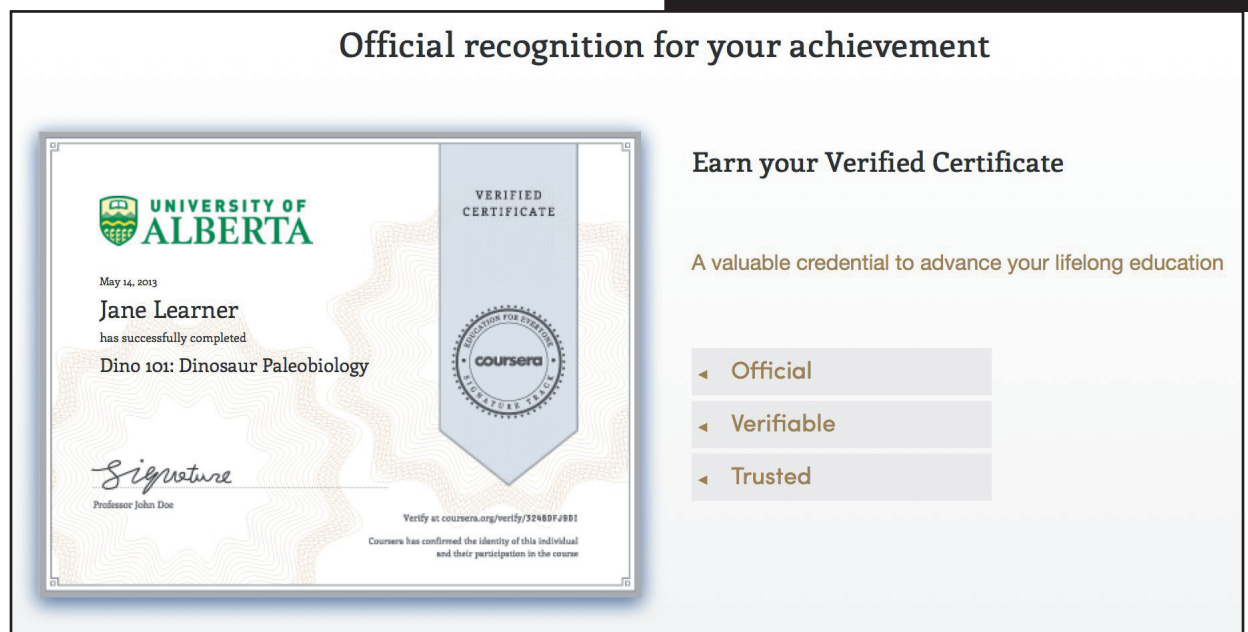 Official recognition for your achievement
UNIVERSITY OF
ALBERTA
May 14, 2013
Jane Learner
has successfully completed
Dino 101: Dinosaur Paleobiology
Signature
Professor John Doe
VERIFIED
CERTIFICATE
EDUCATION FOR EVERYONE
coursera
SIGNATURE TRACK
Verify at coursera.org/verify/3248DFJ9DI
Coursera has confirmed the identity of this individual
and their participation in the course
Earn your Verified Certificate
A valuable credential to advance your lifelong education
Official
Verifiable
Trusted